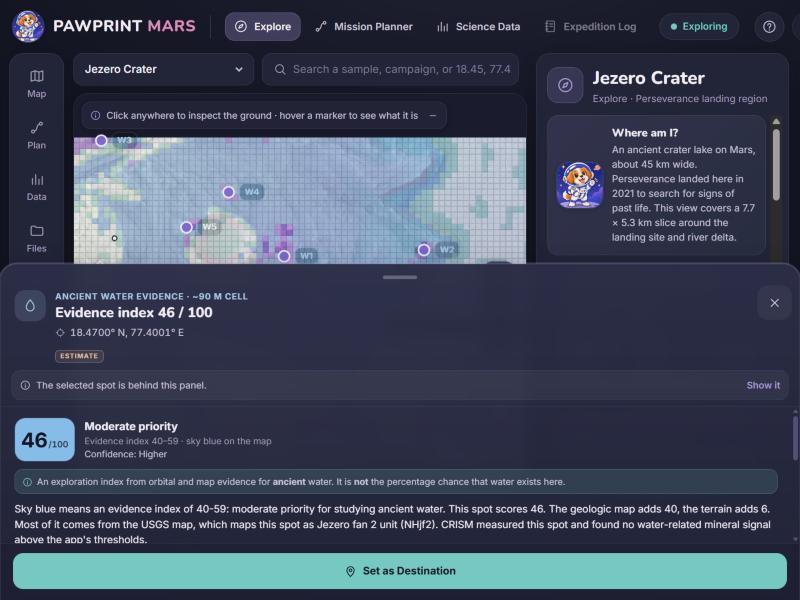 PAWPRINT MARS
Explore
Mission Planner
Science Data
Expedition Log
Exploring
Map
Plan
Data
Files
Jezero Crater
Search a sample, campaign, or 18.45, 77.4
Click anywhere to inspect the ground · hover a marker to see what it is
W3
W4
W5
W1
W2
Jezero Crater
Explore · Perseverance landing region
Where am I?
An ancient crater lake on Mars,
about 45 km wide.
Perseverance landed here in
2021 to search for signs of
past life. This view covers a 7.7
× 5.3 km slice around the
landing site and river delta.
ANCIENT WATER EVIDENCE · ~90 M CELL
Evidence index 46 / 100
18.4700° N, 77.4001° E
ESTIMATE
The selected spot is behind this panel.
Show it
46/100
Moderate priority
Evidence index 40–59 · sky blue on the map
Confidence: Higher
An exploration index from orbital and map evidence for ancient water. It is not the percentage chance that water exists here.
Sky blue means an evidence index of 40–59: moderate priority for studying ancient water. This spot scores 46. The geologic map adds 40, the terrain adds 6.
Most of it comes from the USGS map, which maps this spot as Jezero fan 2 unit (NHjf2). CRISM measured this spot and found no water-related mineral signal
above the app's thresholds.
Set as Destination